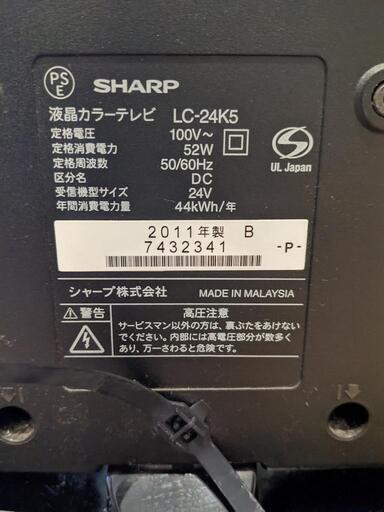 PS
E
SHARP
液晶カラーテレビ LC-24K5
定格電圧 100V～
定格消費電力 52W
定格周波数 50/60Hz
区分名 DC
受信機型サイズ 24V
年間消費電力量 44kWh/年
S
UL Japan
2011年製 B
7432341 -P-
シャープ株式会社 MADE IN MALAYSIA
⚠警告 高圧注意
サービスマン以外の方は、裏ぶたをあけない
でください。内部には高電圧部分が数多く
あり、万一さわると危険です。